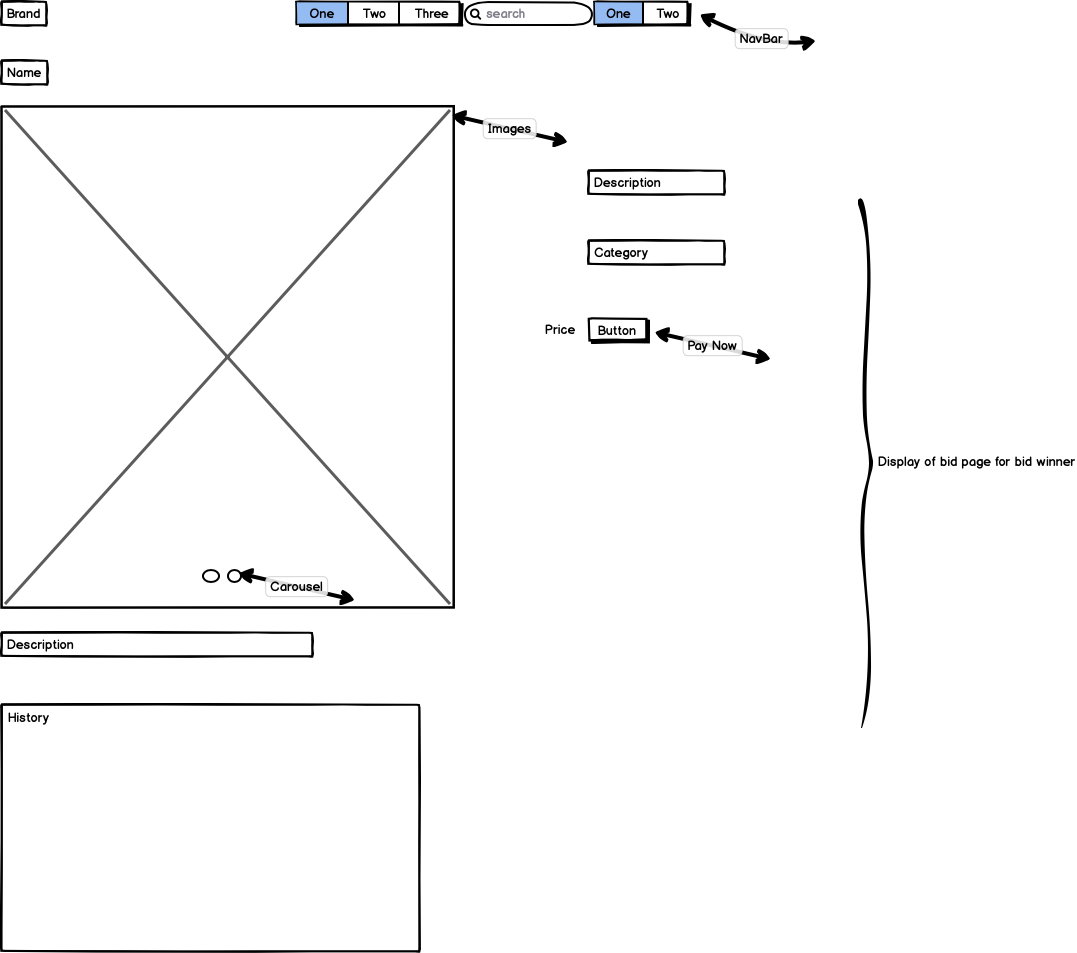 Brand
One Two Three
search
One Two
NavBar
Name
Images
Description
Category
Price
Button
Pay Now
Display of bid page for bid winner
Carousel
Description
History